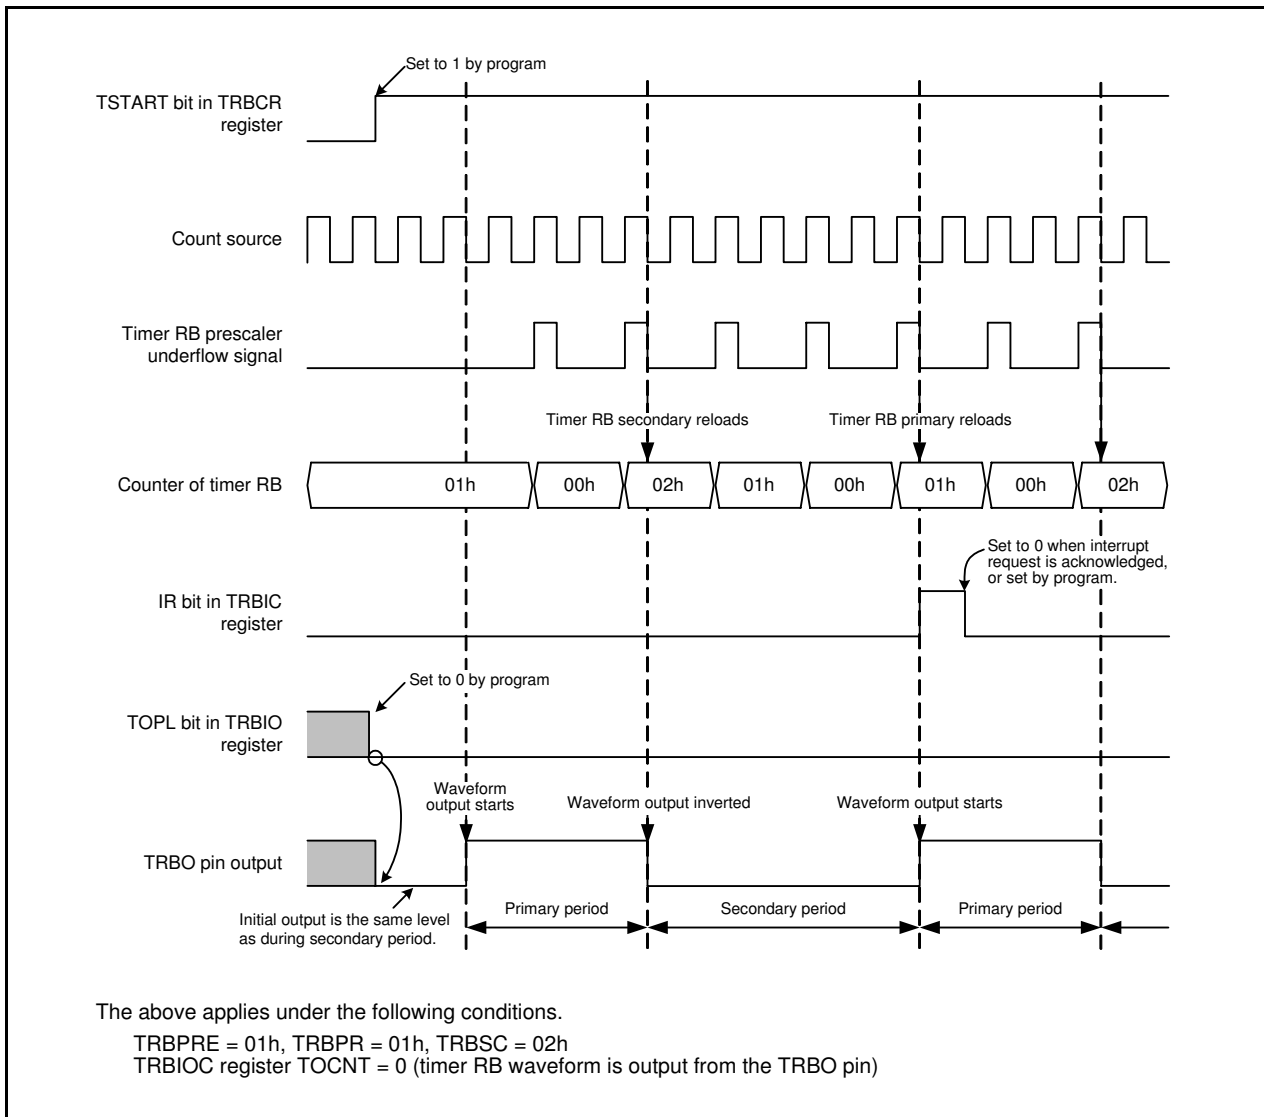 Set to 1 by program
TSTART bit in TRBCR
register
Count source
Timer RB prescaler
underflow signal
Timer RB secondary reloads
Timer RB primary reloads
Counter of timer RB
01h
00h
02h
01h
00h
01h
00h
02h
Set to 0 when interrupt
request is acknowledged,
or set by program.
IR bit in TRBIC
register
Set to 0 by program
TOPL bit in TRBIO
register
Waveform
output starts
Waveform output inverted
Waveform output starts
TRBO pin output
Initial output is the same level
as during secondary period.
Primary period
Secondary period
Primary period
The above applies under the following conditions.
TRBPRE = 01h, TRBPR = 01h, TRBSC = 02h
TRBIOC register TOCNT = 0 (timer RB waveform is output from the TRBO pin)